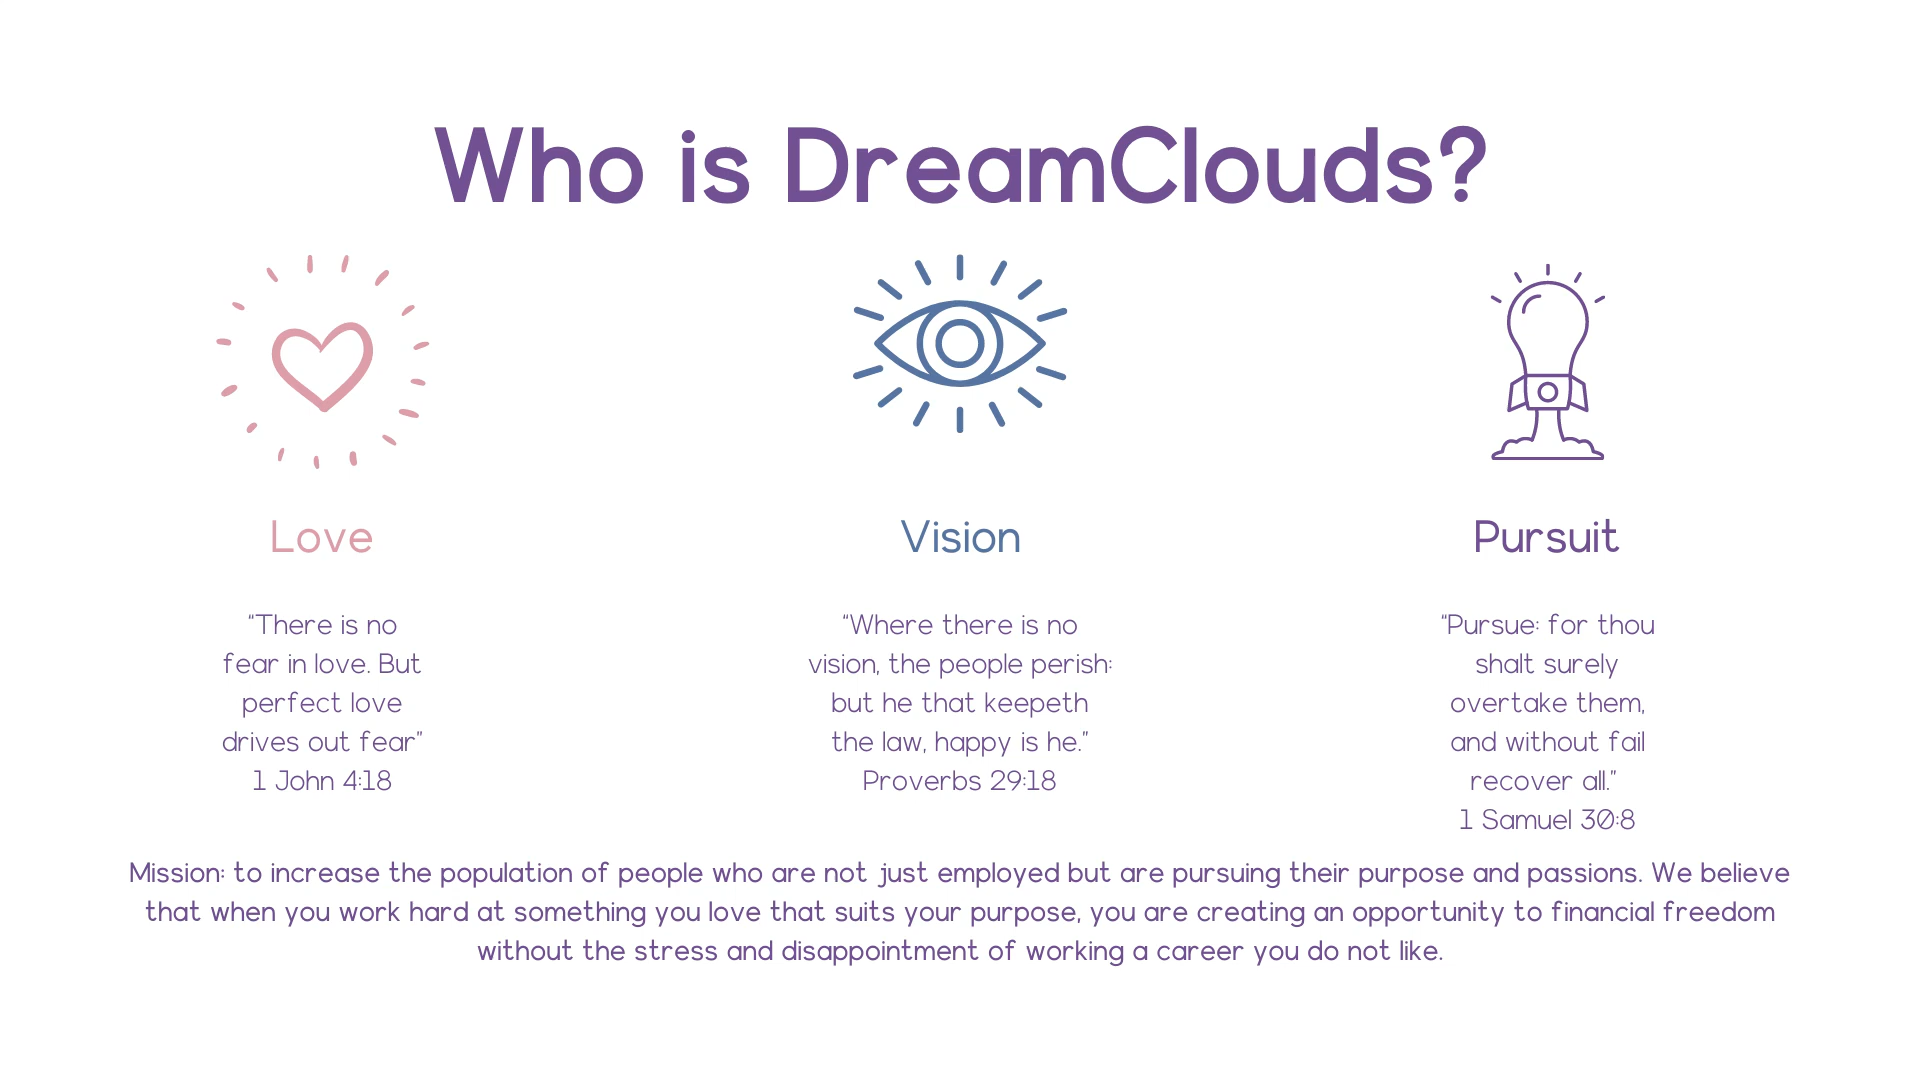 Who is DreamClouds?
Love
"There is no
fear in love. But
perfect love
drives out fear"
1 John 4:18
Vision
"Where there is no
vision, the people perish:
but he that keepeth
the law, happy is he."
Proverbs 29:18
Pursuit
"Pursue: for thou
shalt surely
overtake them,
and without fail
recover all."
1 Samuel 30:8
Mission: to increase the population of people who are not just employed but are pursuing their purpose and passions. We believe
that when you work hard at something you love that suits your purpose, you are creating an opportunity to financial freedom
without the stress and disappointment of working a career you do not like.